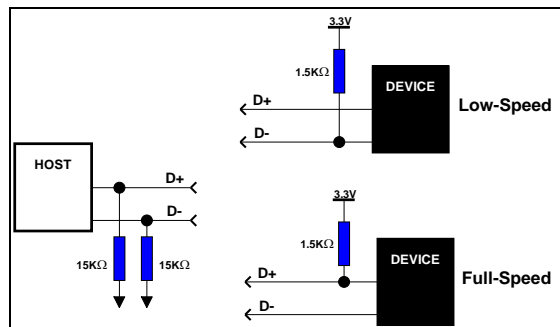 3.3V
1.5KΩ
DEVICE
D+
Low-Speed
D-
HOST
D+
D-
15KΩ 15KΩ
3.3V
1.5KΩ
DEVICE
D+
Full-Speed
D-